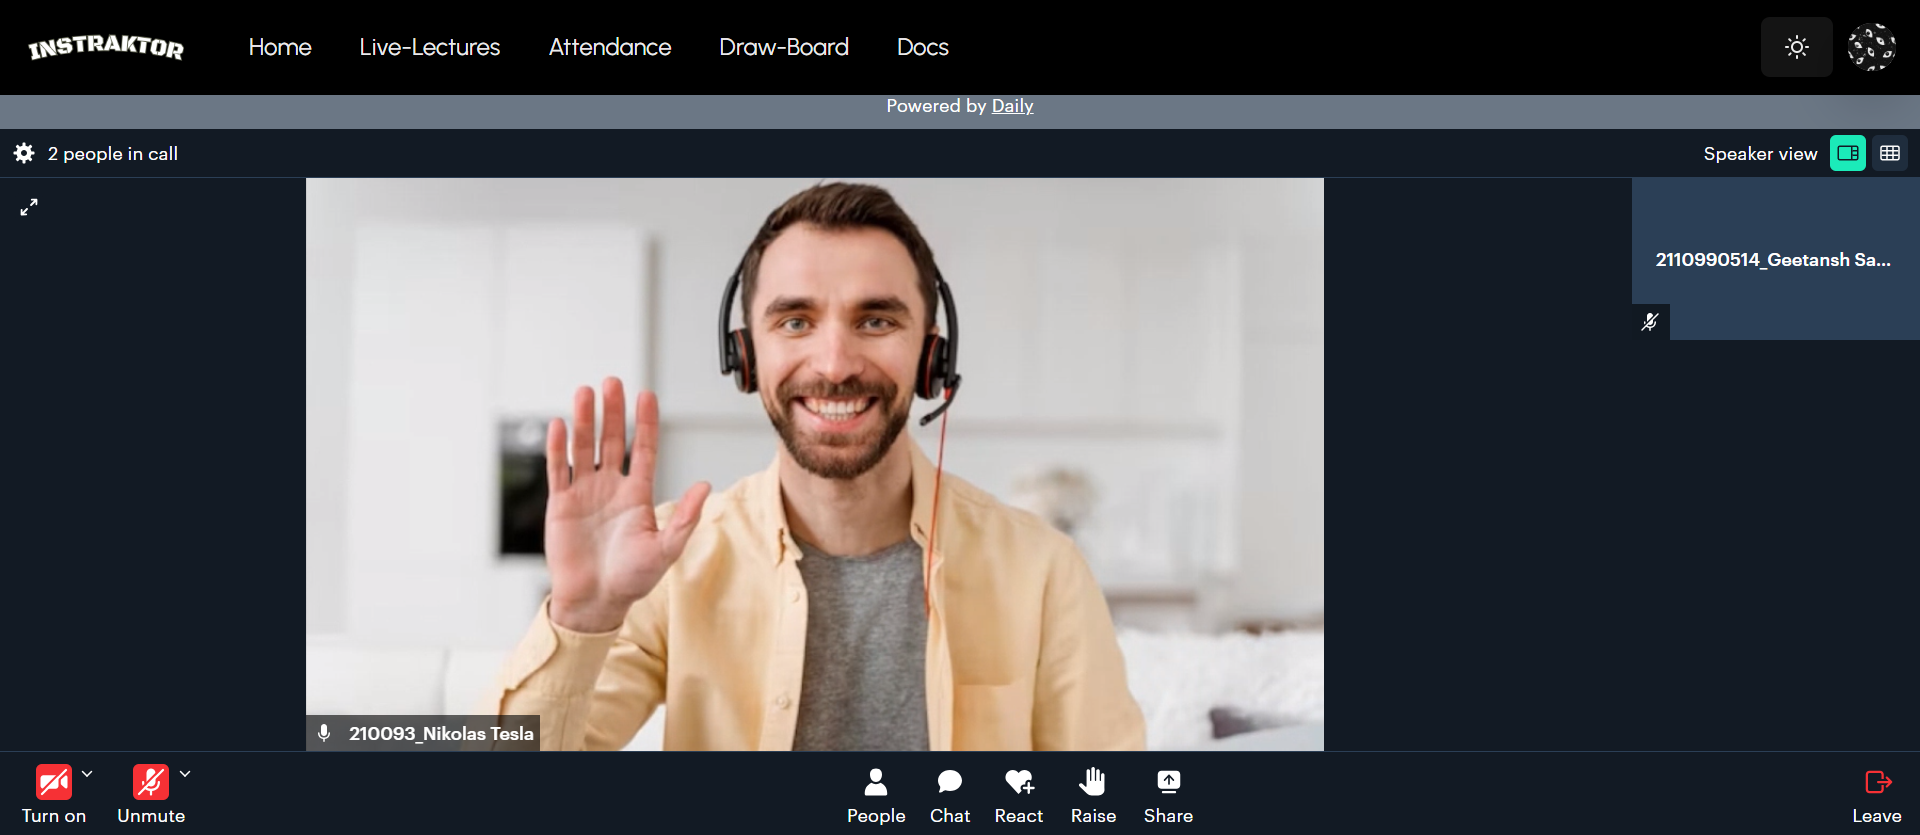 INSTRAKTOR
Home Live-Lectures Attendance Draw-Board Docs
Powered by Daily
2 people in call
Speaker view
2110990514_Geetansh Sa...
210093_Nikolas Tesla
Turn on Unmute People Chat React Raise Share Leave